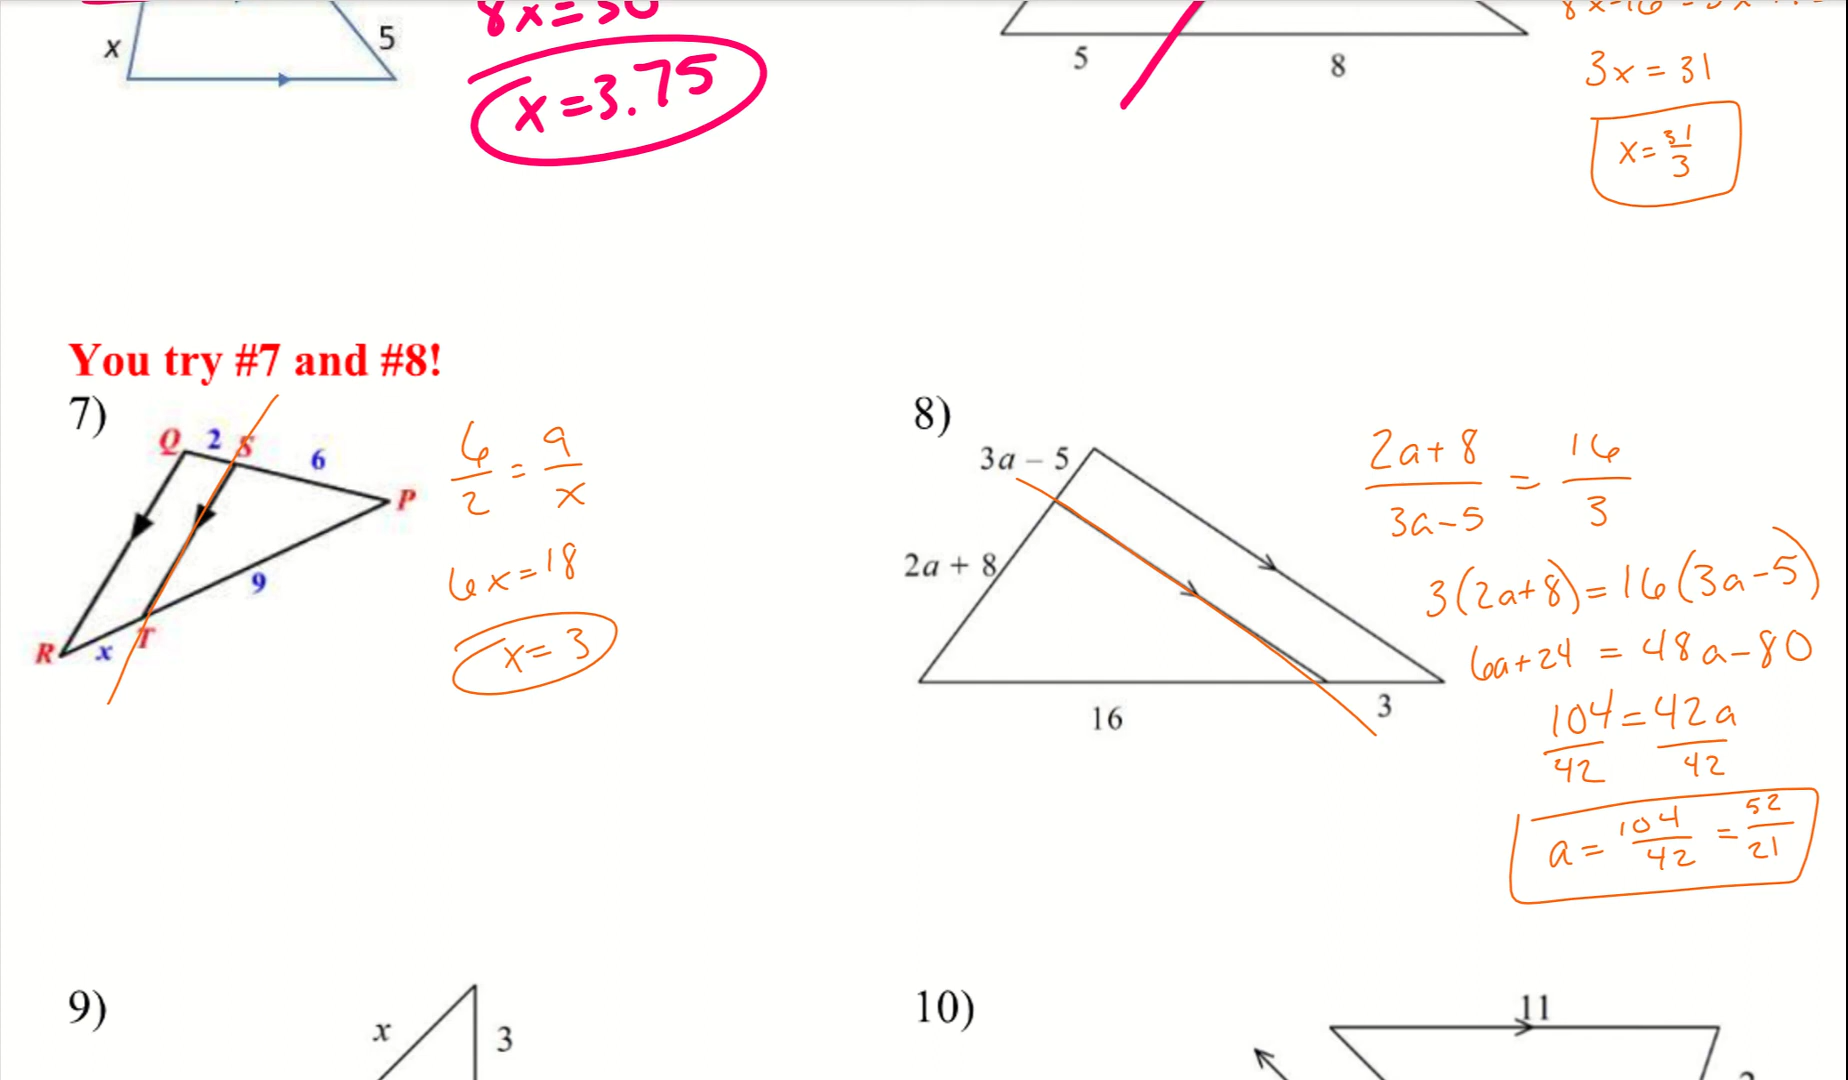 x
5
8x=30
x=3.75
5
8
3x = 31
x = 31/3
You try #7 and #8!
7)
Q 2 S
6
P
9
R x T
6/2 = 9/x
6x=18
x=3
8)
3a – 5
2a + 8
16
3
2a+8/3a-5 = 16/3
3(2a+8)=16(3a-5)
6a+24 = 48a-80
104/42 = 42a/42
a= 104/42 = 52/21
9)
x
3
10)
11